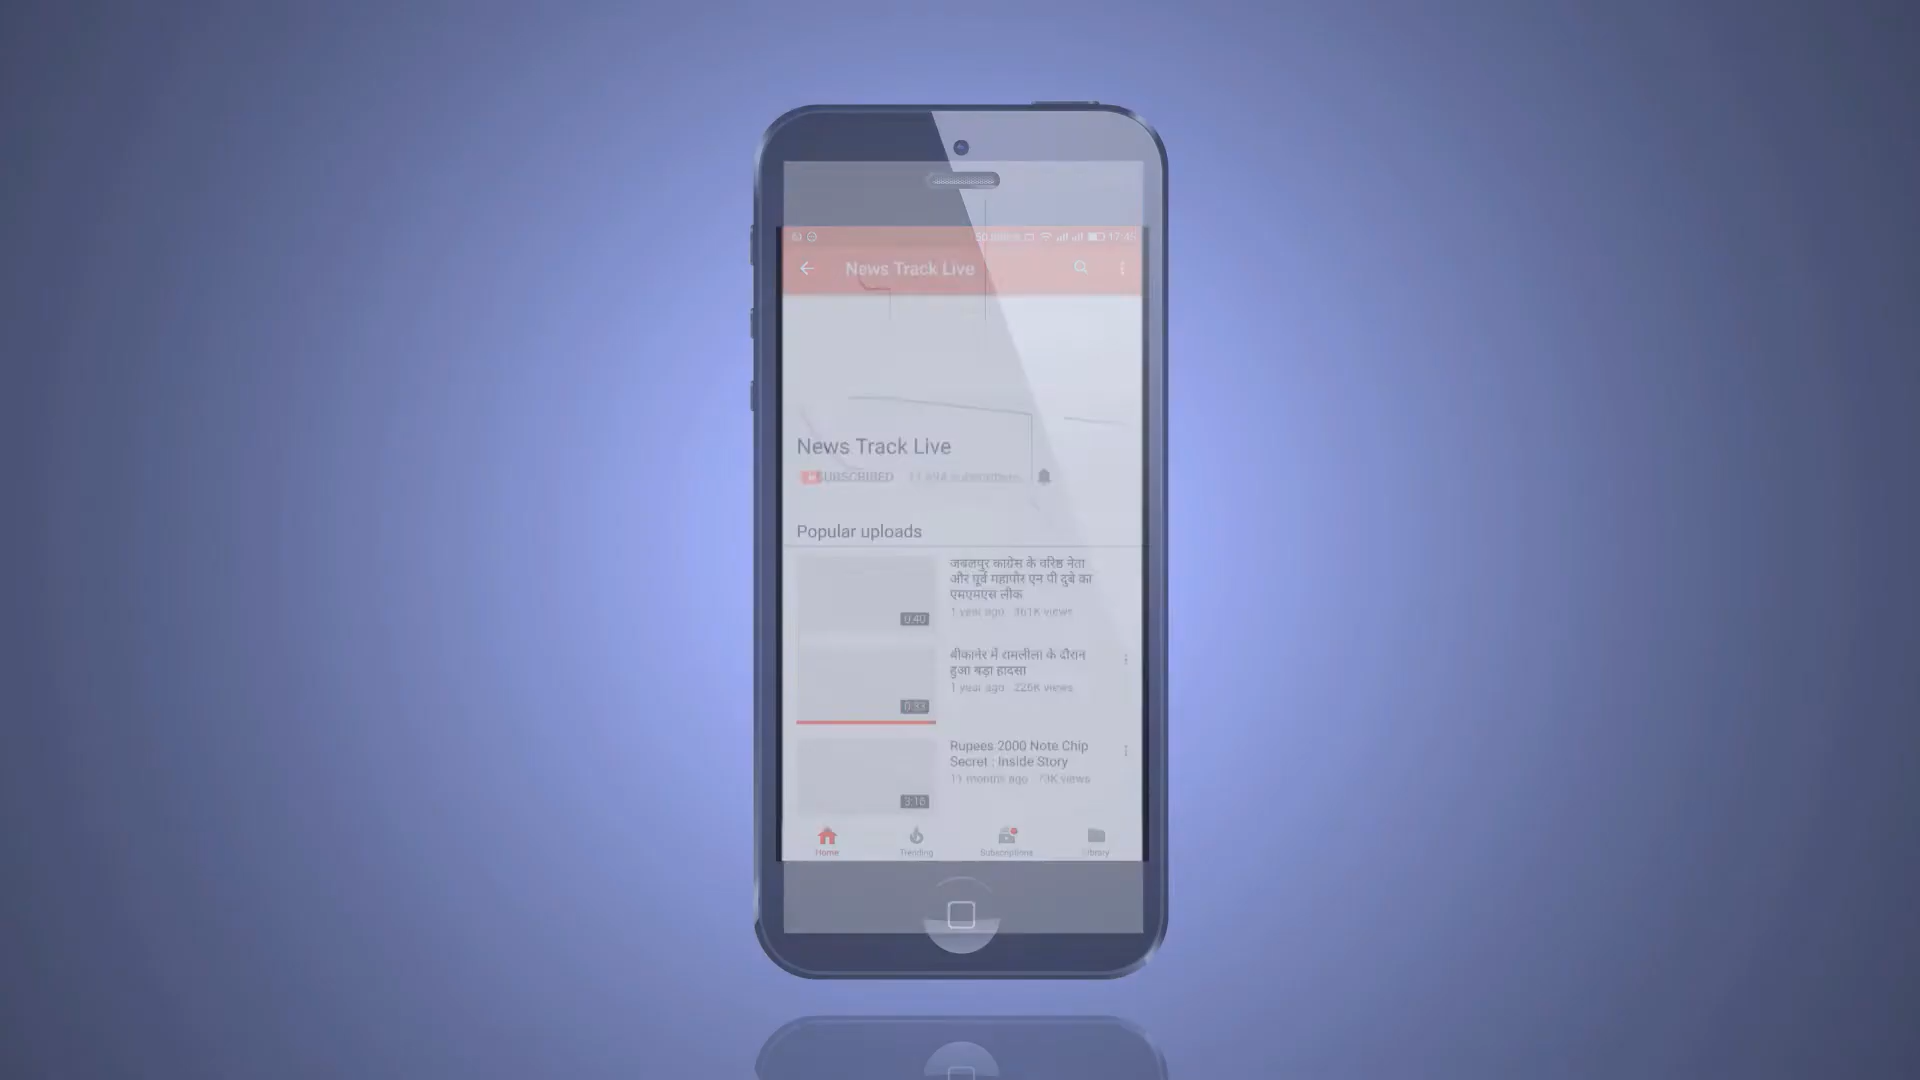 17:45
News Track Live
News Track Live
SUBSCRIBED
Popular uploads
जबलपुर कांग्रेस के वरिष्ठ नेता
और पूर्व महापौर एन पी दुबे का
एमएमएस लीक
0:40
1 year ago 361K views
बीकानेर में रामलीला के दौरान
हुआ बड़ा हादसा
1 year ago 226K views
0:33
Rupees 2000 Note Chip
Secret : Inside Story
11 months ago 73K views
3:16
Home Trending Subscriptions Library